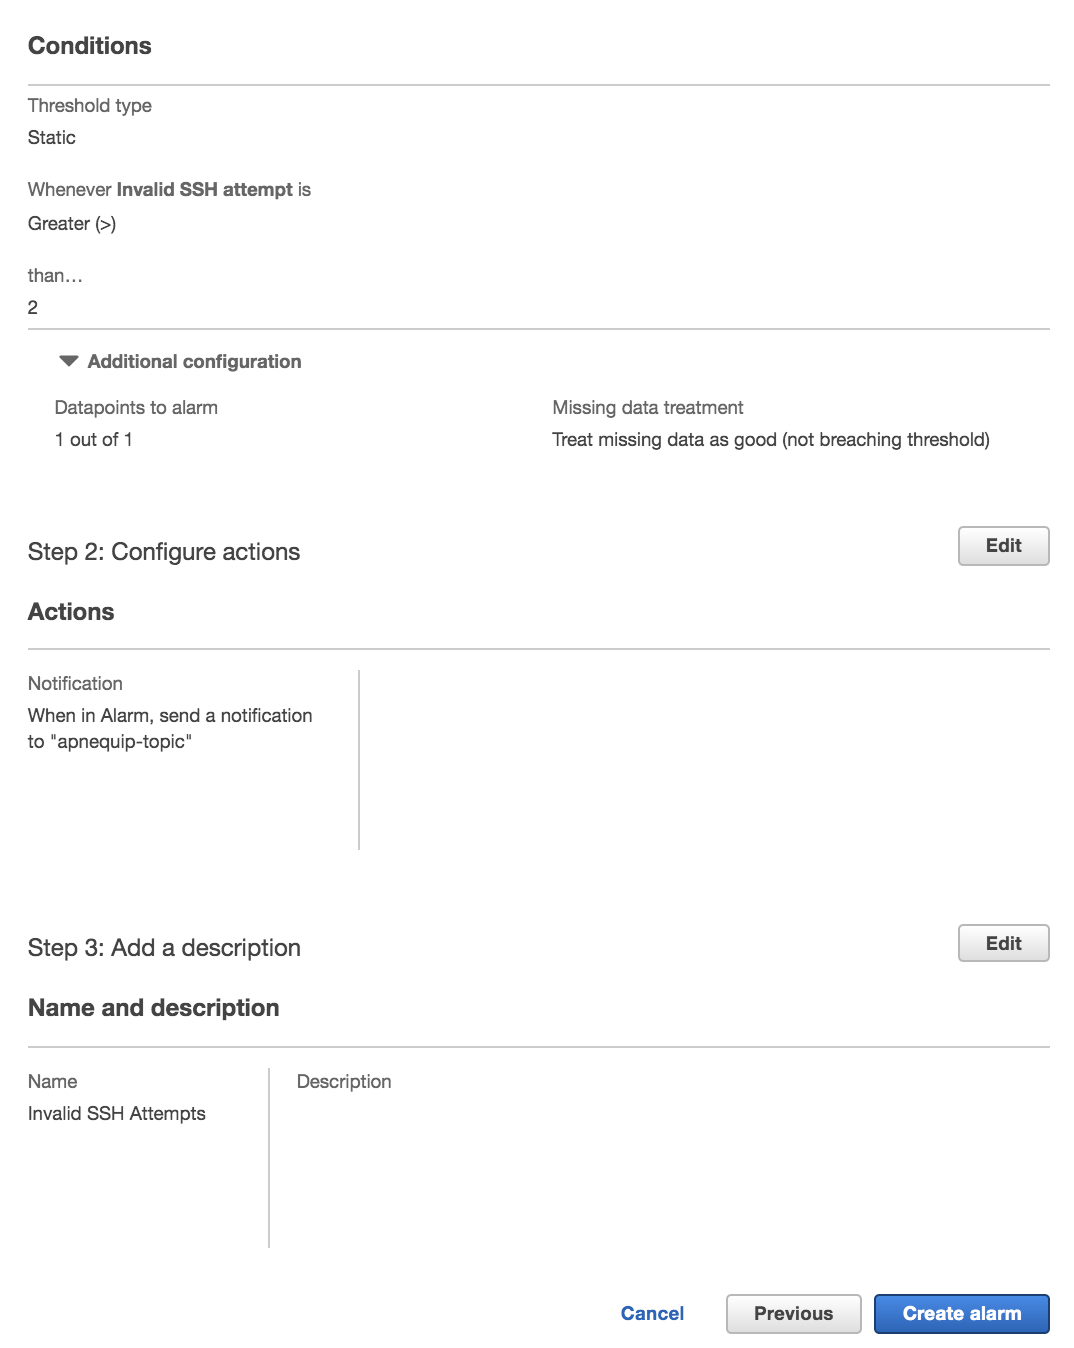 Conditions
Threshold type
Static
Whenever Invalid SSH attempt is
Greater (>)
than…
2
Additional configuration
Datapoints to alarm
1 out of 1
Missing data treatment
Treat missing data as good (not breaching threshold)
Step 2: Configure actions
Edit
Actions
Notification
When in Alarm, send a notification
to "apnequip-topic"
Step 3: Add a description
Edit
Name and description
Name
Invalid SSH Attempts
Description
Cancel
Previous
Create alarm